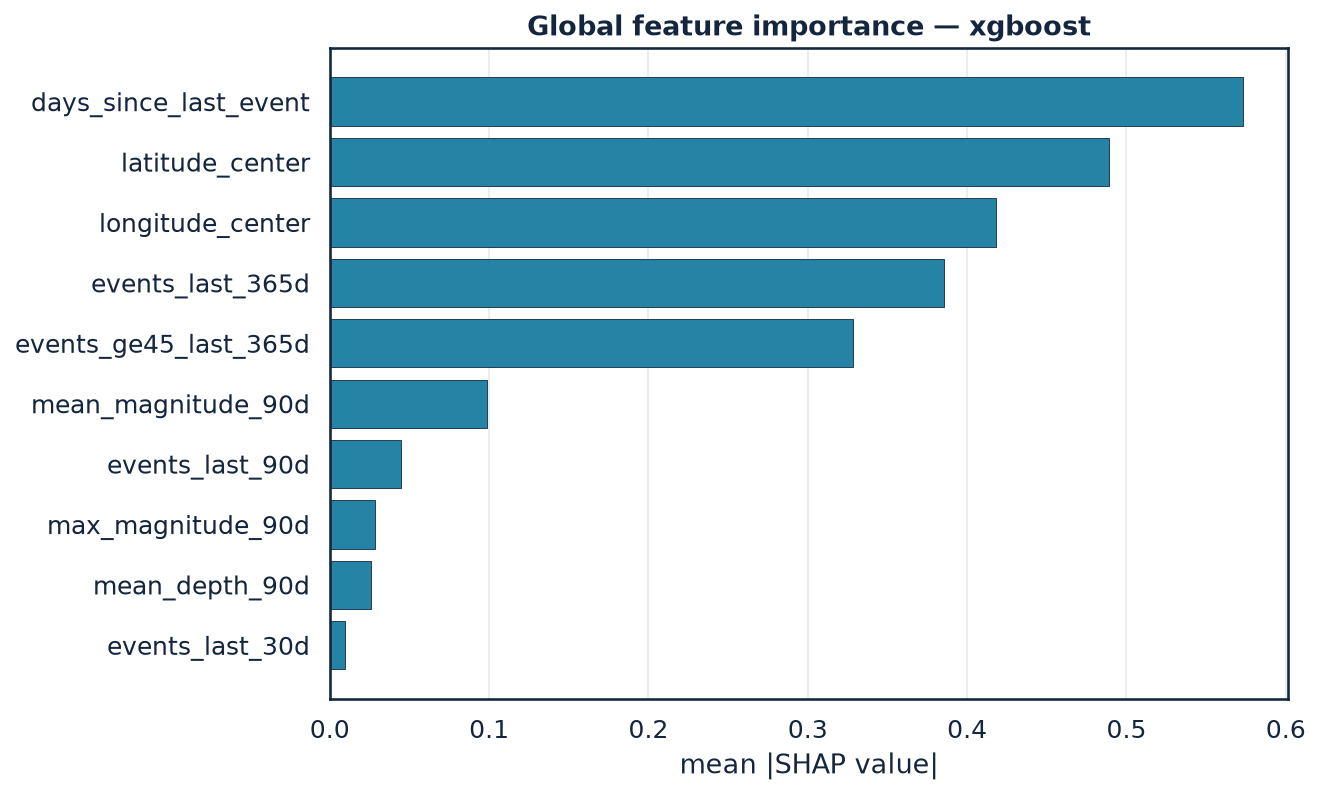 Global feature importance — xgboost
days_since_last_event
latitude_center
longitude_center
events_last_365d
events_ge45_last_365d
mean_magnitude_90d
events_last_90d
max_magnitude_90d
mean_depth_90d
events_last_30d
0.0 0.1 0.2 0.3 0.4 0.5 0.6
mean |SHAP value|